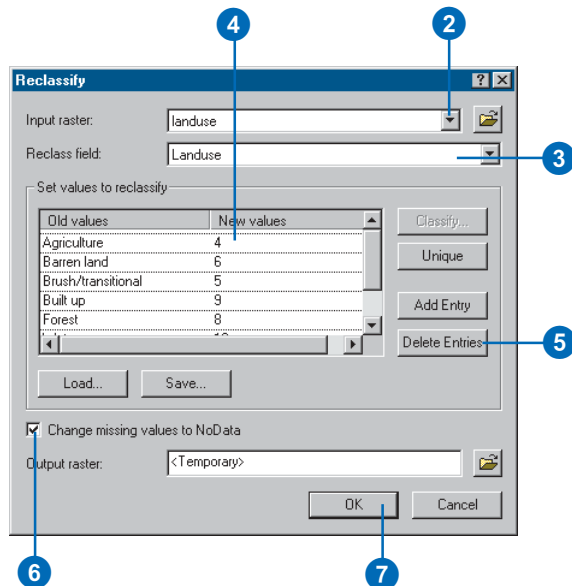 4 2
Reclassify
Input raster: landuse
Reclass field: Landuse
3
Set values to reclassify
Old values New values
Classify...
Agriculture 4
Barren land 6
Unique
Brush/transitional 5
Built up 9
Add Entry
Forest 8
Delete Entries
5
Load... Save...
Change missing values to NoData
Output raster: <Temporary>
OK Cancel
6 7